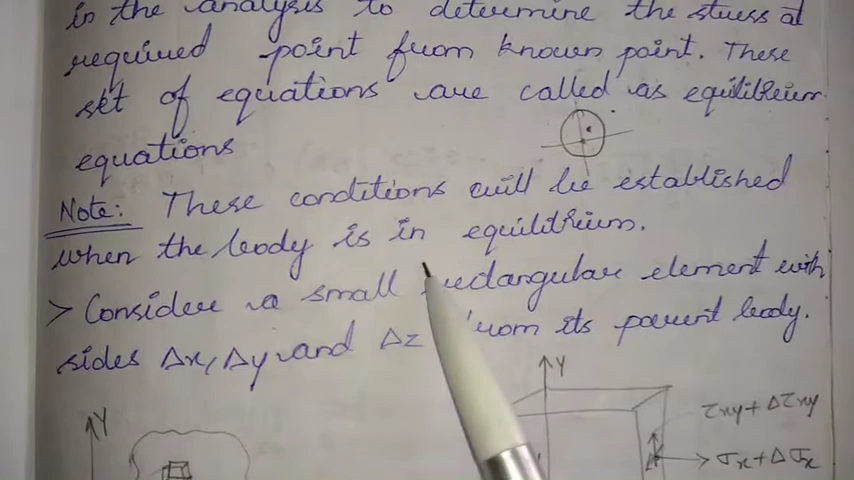 in the analysis to determine the stress at
required point from known point. These
set of equations are called as equilibrium
equations
Note: These conditions will be established
when the body is in equilibrium.
> Consider a small rectangular element with
sides Δx, Δy and Δz from its parent body.
Y
Y
τxy + Δτxy
σx + Δσx